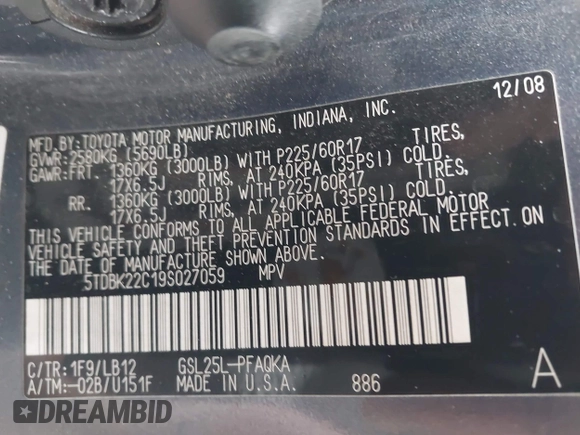 12/08
MFD.BY:TOYOTA MOTOR MANUFACTURING, INDIANA, INC.
GVWR:2580KG (5690LB)
GAWR:FRT. 1360KG (3000LB) WITH P225/60R17 TIRES,
17X6.5J RIMS, AT 240KPA (35PSI) COLD.
RR. 1360KG (3000LB) WITH P225/60R17 TIRES,
17X6.5J RIMS, AT 240KPA (35PSI) COLD.
THIS VEHICLE CONFORMS TO ALL APPLICABLE FEDERAL MOTOR
VEHICLE SAFETY AND THEFT PREVENTION STANDARDS IN EFFECT ON
THE DATE OF MANUFACTURE SHOWN ABOVE.
5TDBK22C19S027059 MPV
C/TR:1F9/LB12 GSL25L-PFAQKA
A/TM:-02B/U151F MADE IN U.S.A. 886 A
DREAMBID